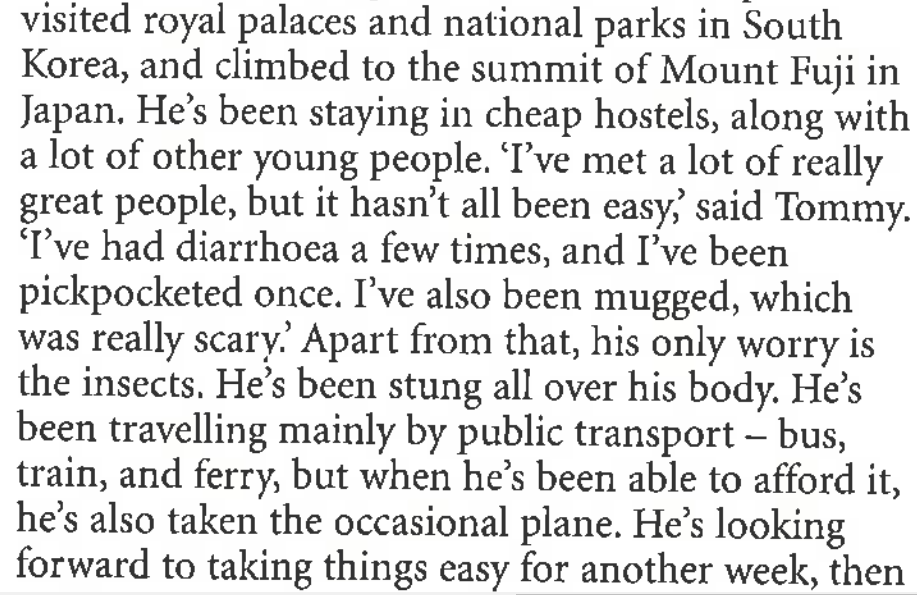 visited royal palaces and national parks in South
Korea, and climbed to the summit of Mount Fuji in
Japan. He’s been staying in cheap hostels, along with
a lot of other young people. ‘I’ve met a lot of really
great people, but it hasn’t all been easy,’ said Tommy.
‘I’ve had diarrhoea a few times, and I’ve been
pickpocketed once. I’ve also been mugged, which
was really scary.’ Apart from that, his only worry is
the insects. He’s been stung all over his body. He’s
been travelling mainly by public transport – bus,
train, and ferry, but when he’s been able to afford it,
he’s also taken the occasional plane. He’s looking
forward to taking things easy for another week, then